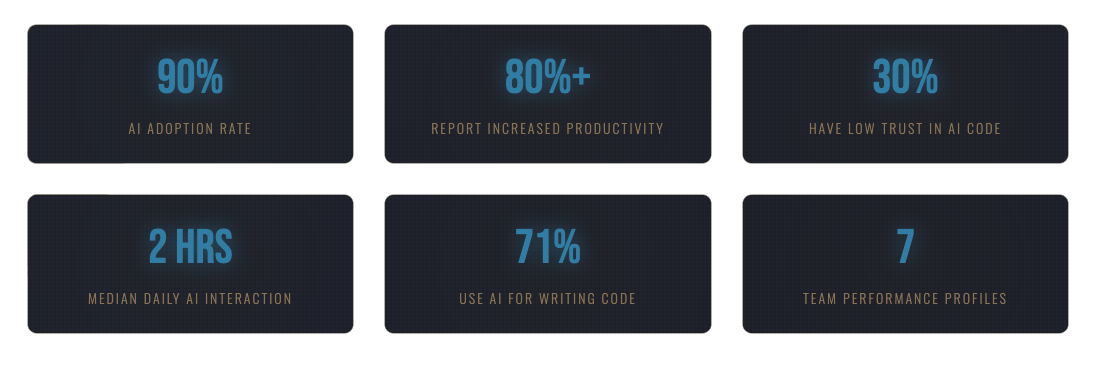 90%
AI ADOPTION RATE
80%+
REPORT INCREASED PRODUCTIVITY
30%
HAVE LOW TRUST IN AI CODE
2 HRS
MEDIAN DAILY AI INTERACTION
71%
USE AI FOR WRITING CODE
7
TEAM PERFORMANCE PROFILES